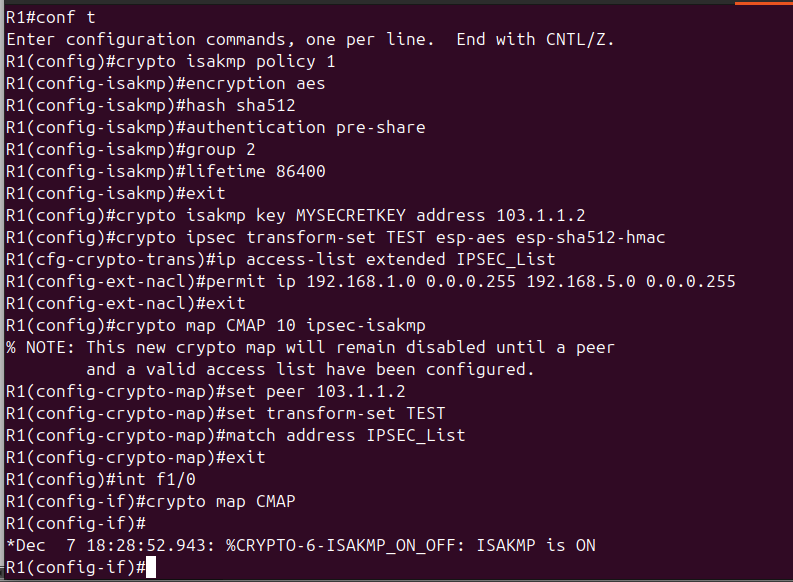 R1#conf t
Enter configuration commands, one per line.  End with CNTL/Z.
R1(config)#crypto isakmp policy 1
R1(config-isakmp)#encryption aes
R1(config-isakmp)#hash sha512
R1(config-isakmp)#authentication pre-share
R1(config-isakmp)#group 2
R1(config-isakmp)#lifetime 86400
R1(config-isakmp)#exit
R1(config)#crypto isakmp key MYSECRETKEY address 103.1.1.2
R1(config)#crypto ipsec transform-set TEST esp-aes esp-sha512-hmac
R1(cfg-crypto-trans)#ip access-list extended IPSEC_List
R1(config-ext-nacl)#permit ip 192.168.1.0 0.0.0.255 192.168.5.0 0.0.0.255
R1(config-ext-nacl)#exit
R1(config)#crypto map CMAP 10 ipsec-isakmp
% NOTE: This new crypto map will remain disabled until a peer
        and a valid access list have been configured.
R1(config-crypto-map)#set peer 103.1.1.2
R1(config-crypto-map)#set transform-set TEST
R1(config-crypto-map)#match address IPSEC_List
R1(config-crypto-map)#exit
R1(config)#int f1/0
R1(config-if)#crypto map CMAP
R1(config-if)#
*Dec  7 18:28:52.943: %CRYPTO-6-ISAKMP_ON_OFF: ISAKMP is ON
R1(config-if)#